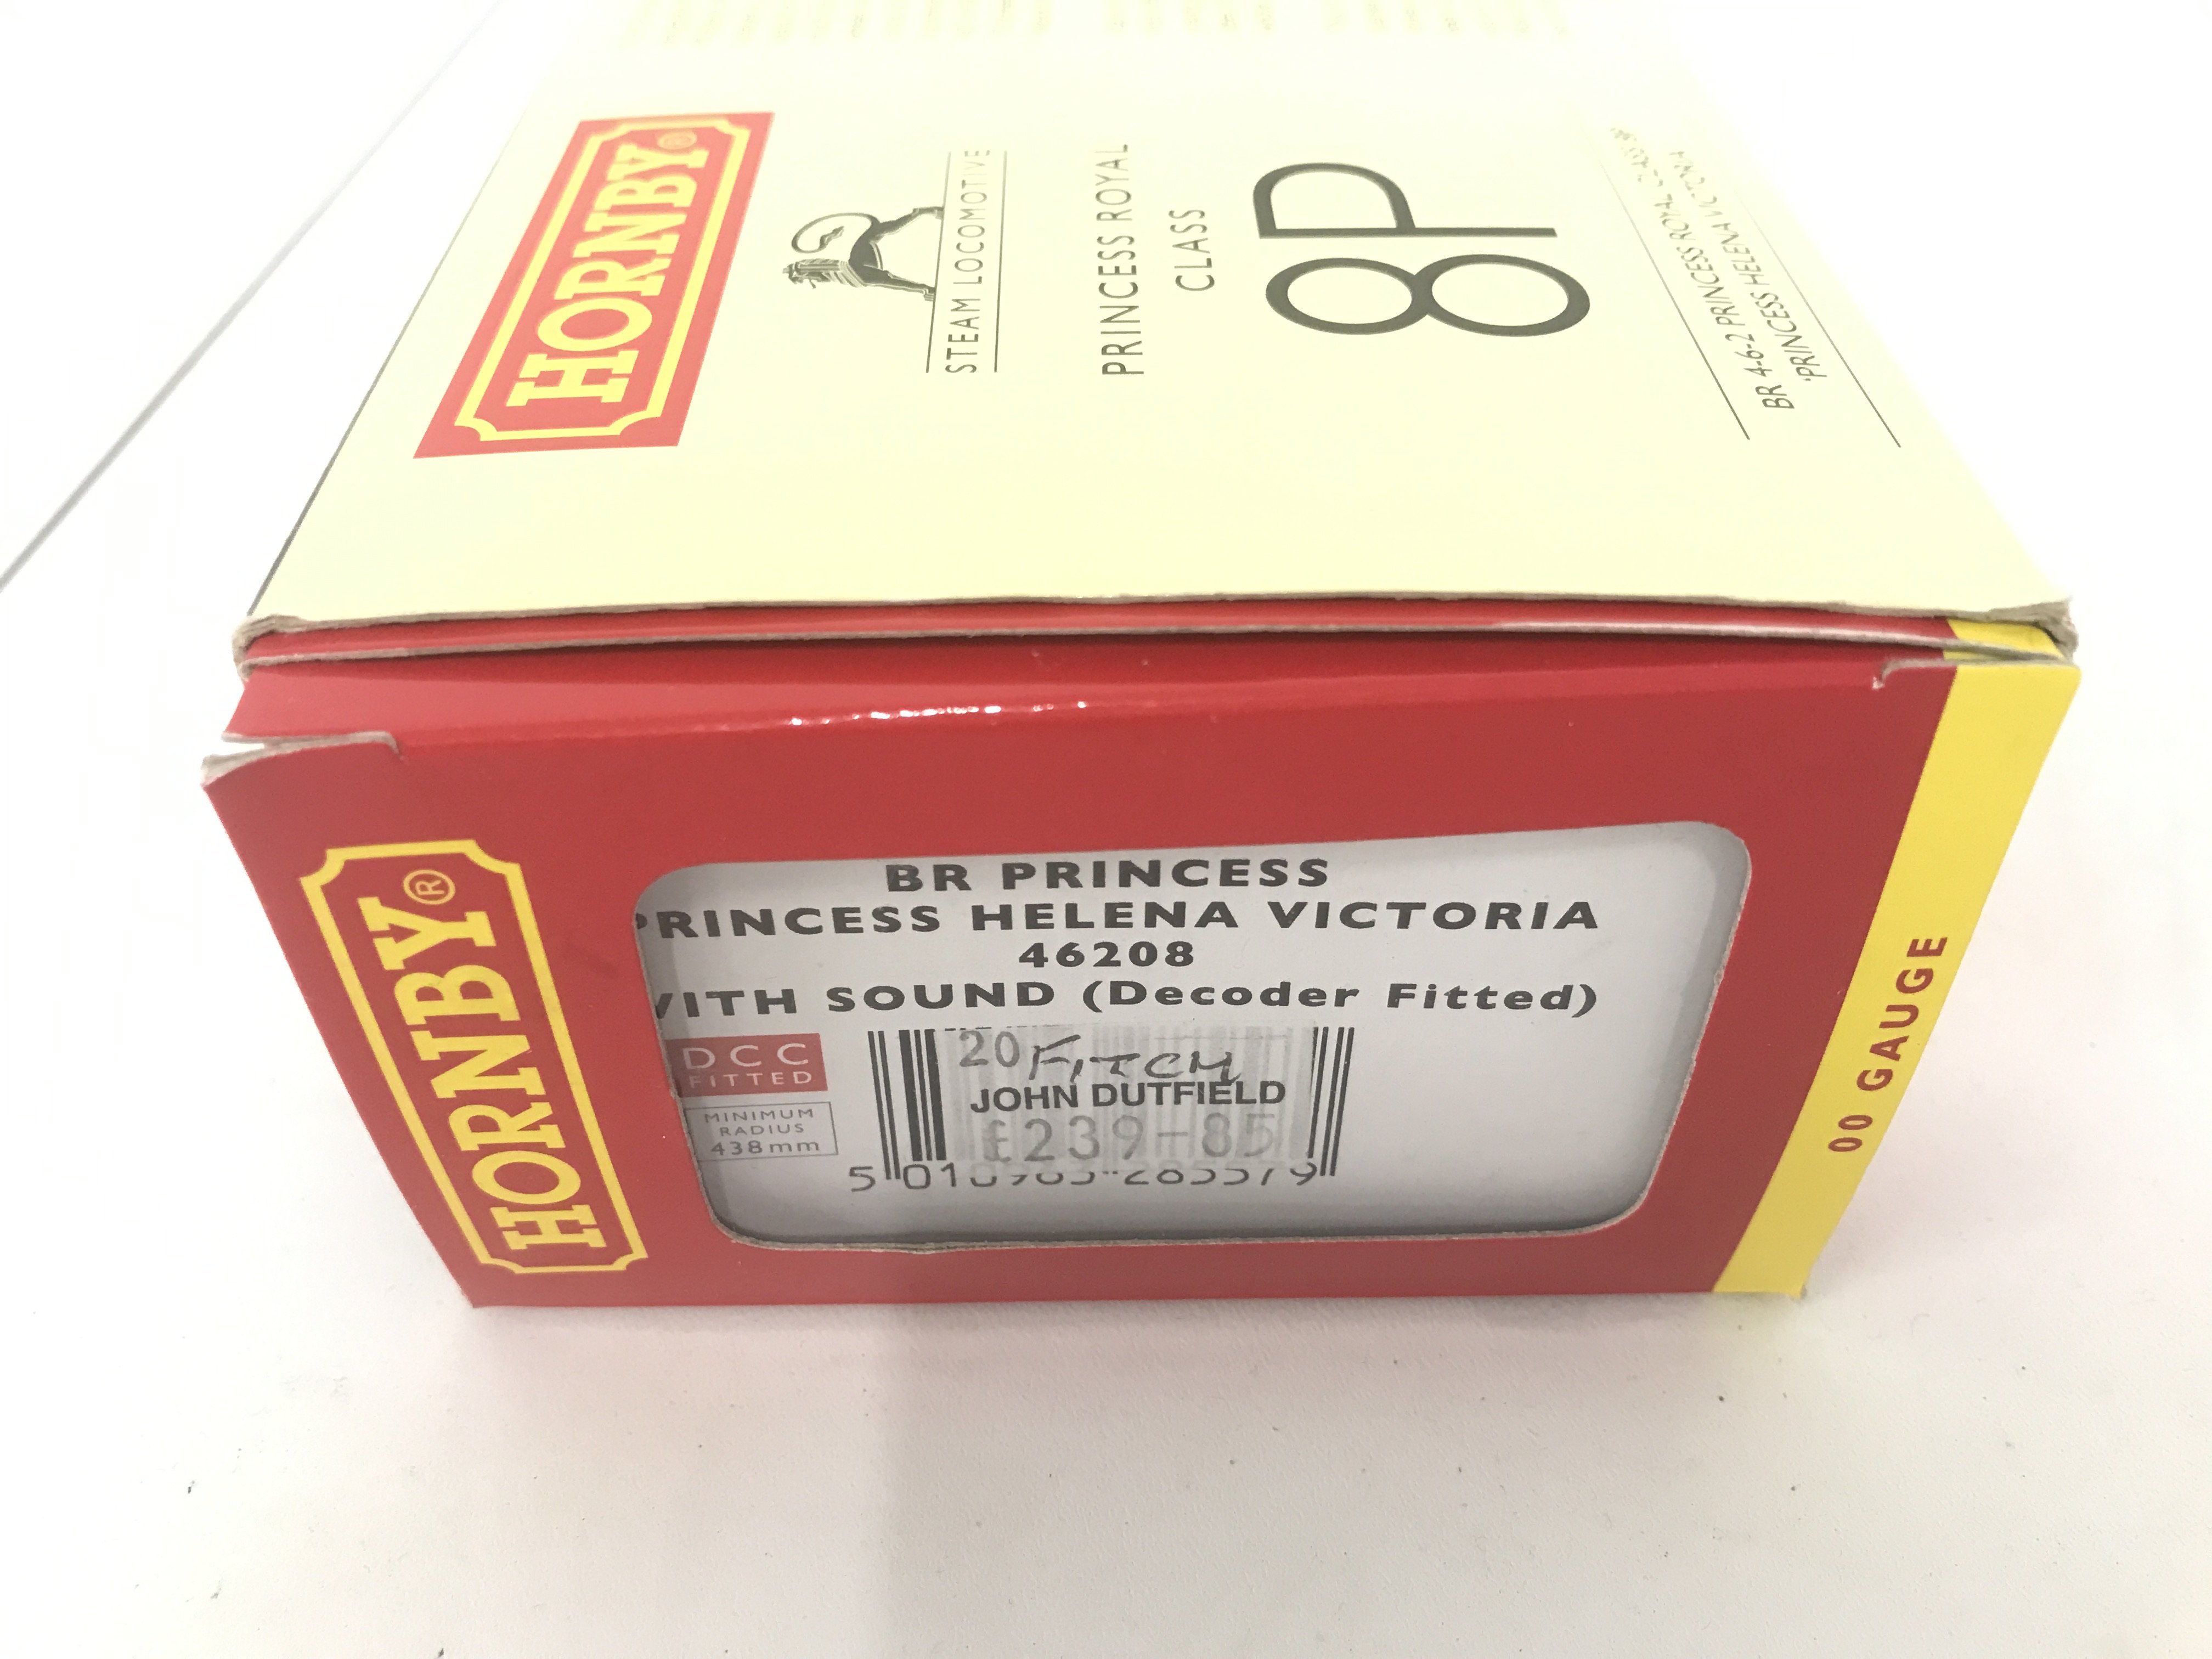 HORNBY®
STEAM LOCOMOTIVE
PRINCESS ROYAL
CLASS
8P
BR 4-6-2 PRINCESS ROYAL CLASS
'PRINCESS HELENA VICTORIA'
HORNBY®
BR PRINCESS
PRINCESS HELENA VICTORIA
46208
WITH SOUND (Decoder Fitted)
DCC
FITTED
MINIMUM
RADIUS
438mm
20 FITCH
JOHN DUTFIELD
£239-85
00 GAUGE